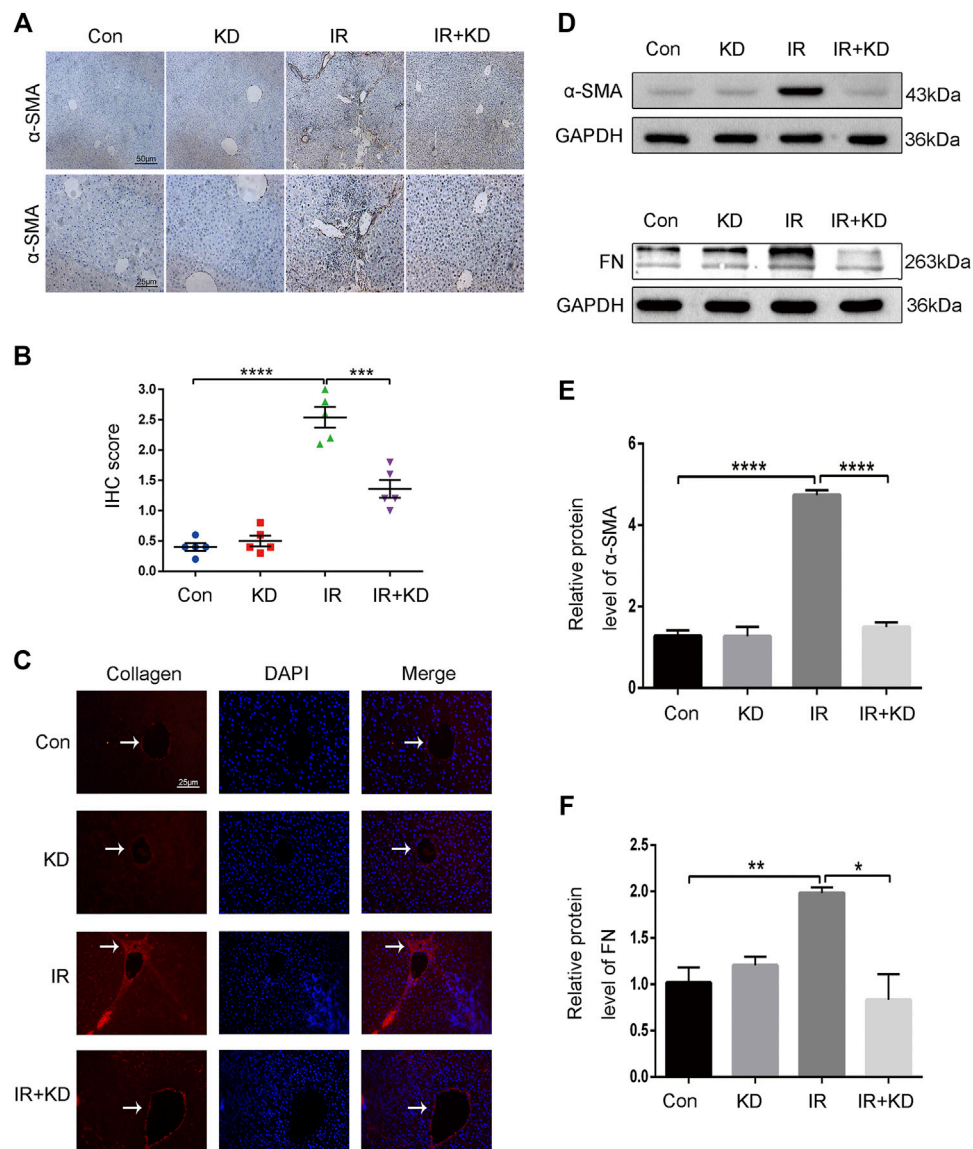 A
Con KD IR IR+KD
α-SMA
50μm
α-SMA
25μm
B
**** ***
IHC score
3.0
2.5
2.0
1.5
1.0
0.5
0.0
Con KD IR IR+KD
C
Collagen DAPI Merge
Con
25μm
KD
IR
IR+KD
D
Con KD IR IR+KD
α-SMA 43kDa
GAPDH 36kDa
Con KD IR IR+KD
FN 263kDa
GAPDH 36kDa
E
**** ****
Relative protein
level of α-SMA
6
4
2
0
Con KD IR IR+KD
F
** *
Relative protein
level of FN
2.5
2.0
1.5
1.0
0.5
0.0
Con KD IR IR+KD